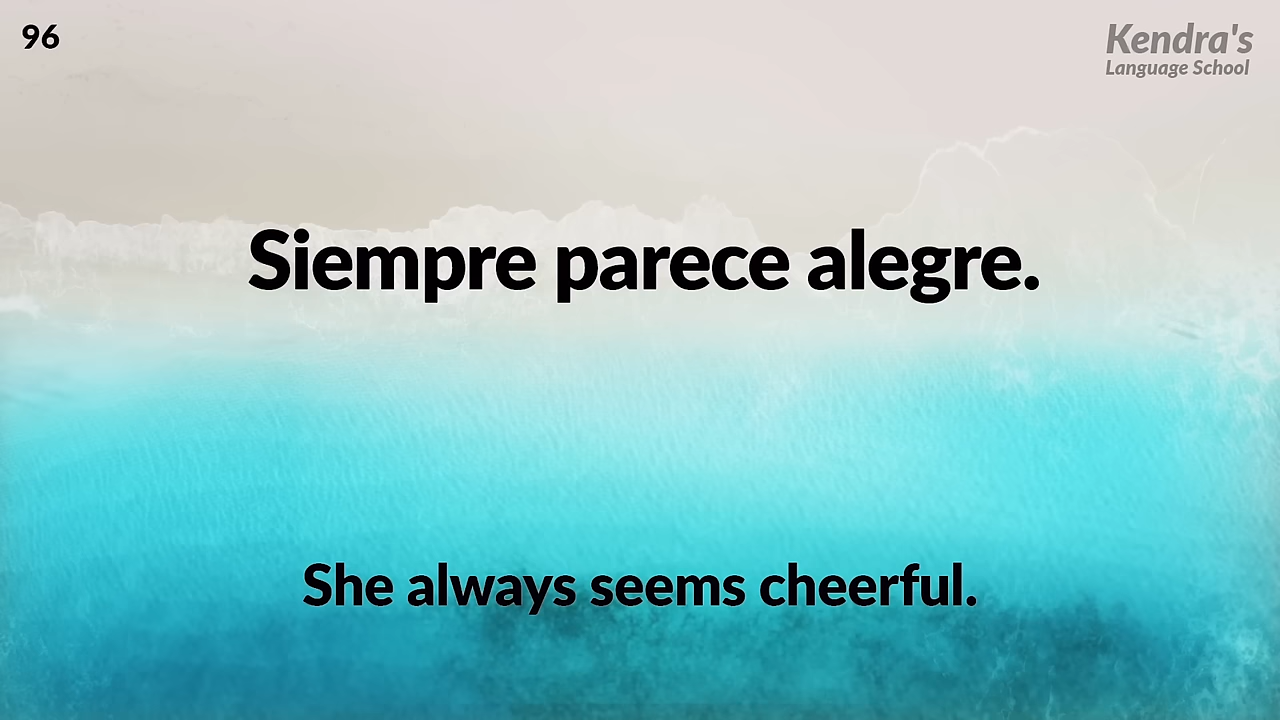 96
Kendra's
Language School
Siempre parece alegre.
She always seems cheerful.